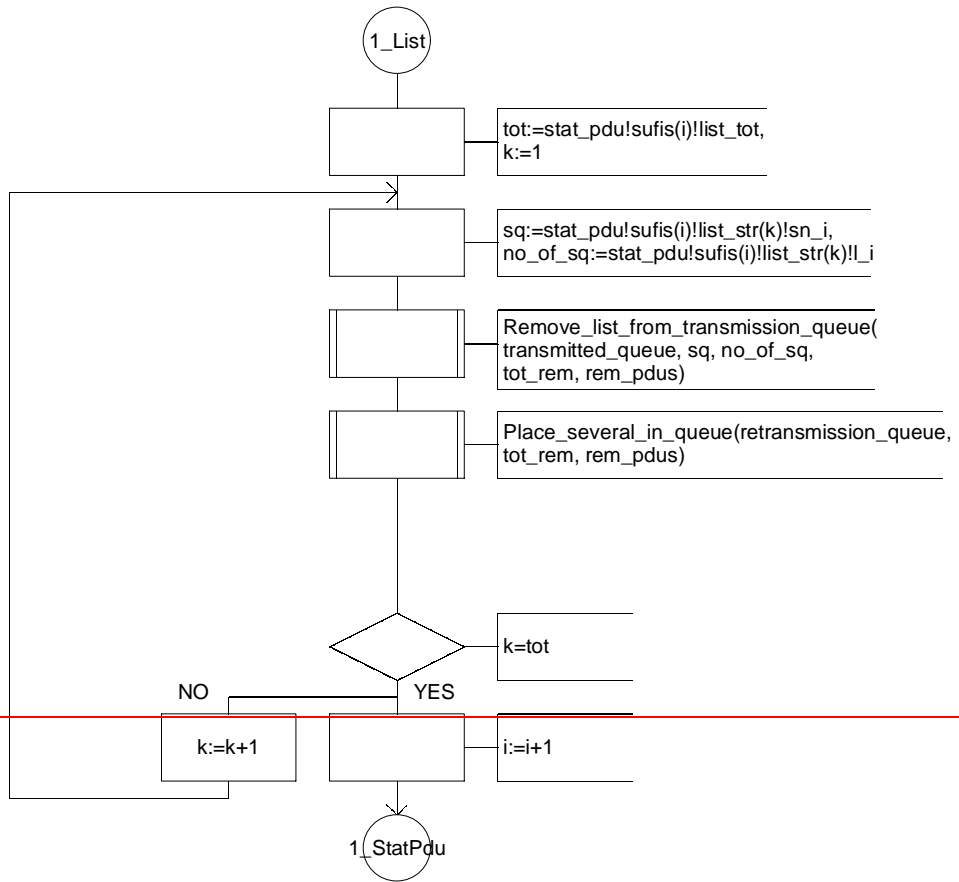 1_List
tot:=stat_pdu!sufis(i)!list_tot,
k:=1
sq:=stat_pdu!sufis(i)!list_str(k)!sn_i,
no_of_sq:=stat_pdu!sufis(i)!list_str(k)!l_i
Remove_list_from_transmission_queue(
transmitted_queue, sq, no_of_sq,
tot_rem, rem_pdus)
Place_several_in_queue(retransmission_queue,
tot_rem, rem_pdus)
k=tot
NO
YES
k:=k+1
i:=i+1
1_StatPdu